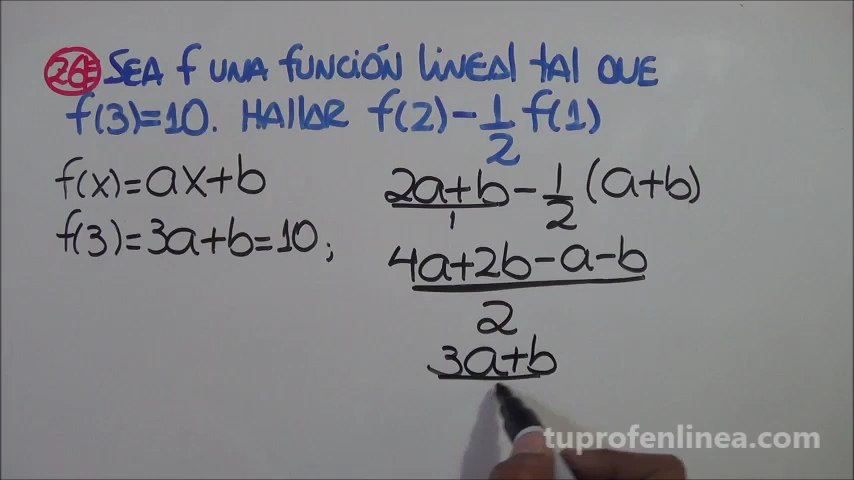 26= SEA f UNA fUNCIÓN lINEAl tAl QUE
f(3)=10. HAllAR f(2)-1/2 f(1)
f(x)=ax+b
f(3)=3a+b=10;
2a+b/1 - 1/2 (a+b)
4a+2b-a-b
2
3a+b
tuprofenlinea.com